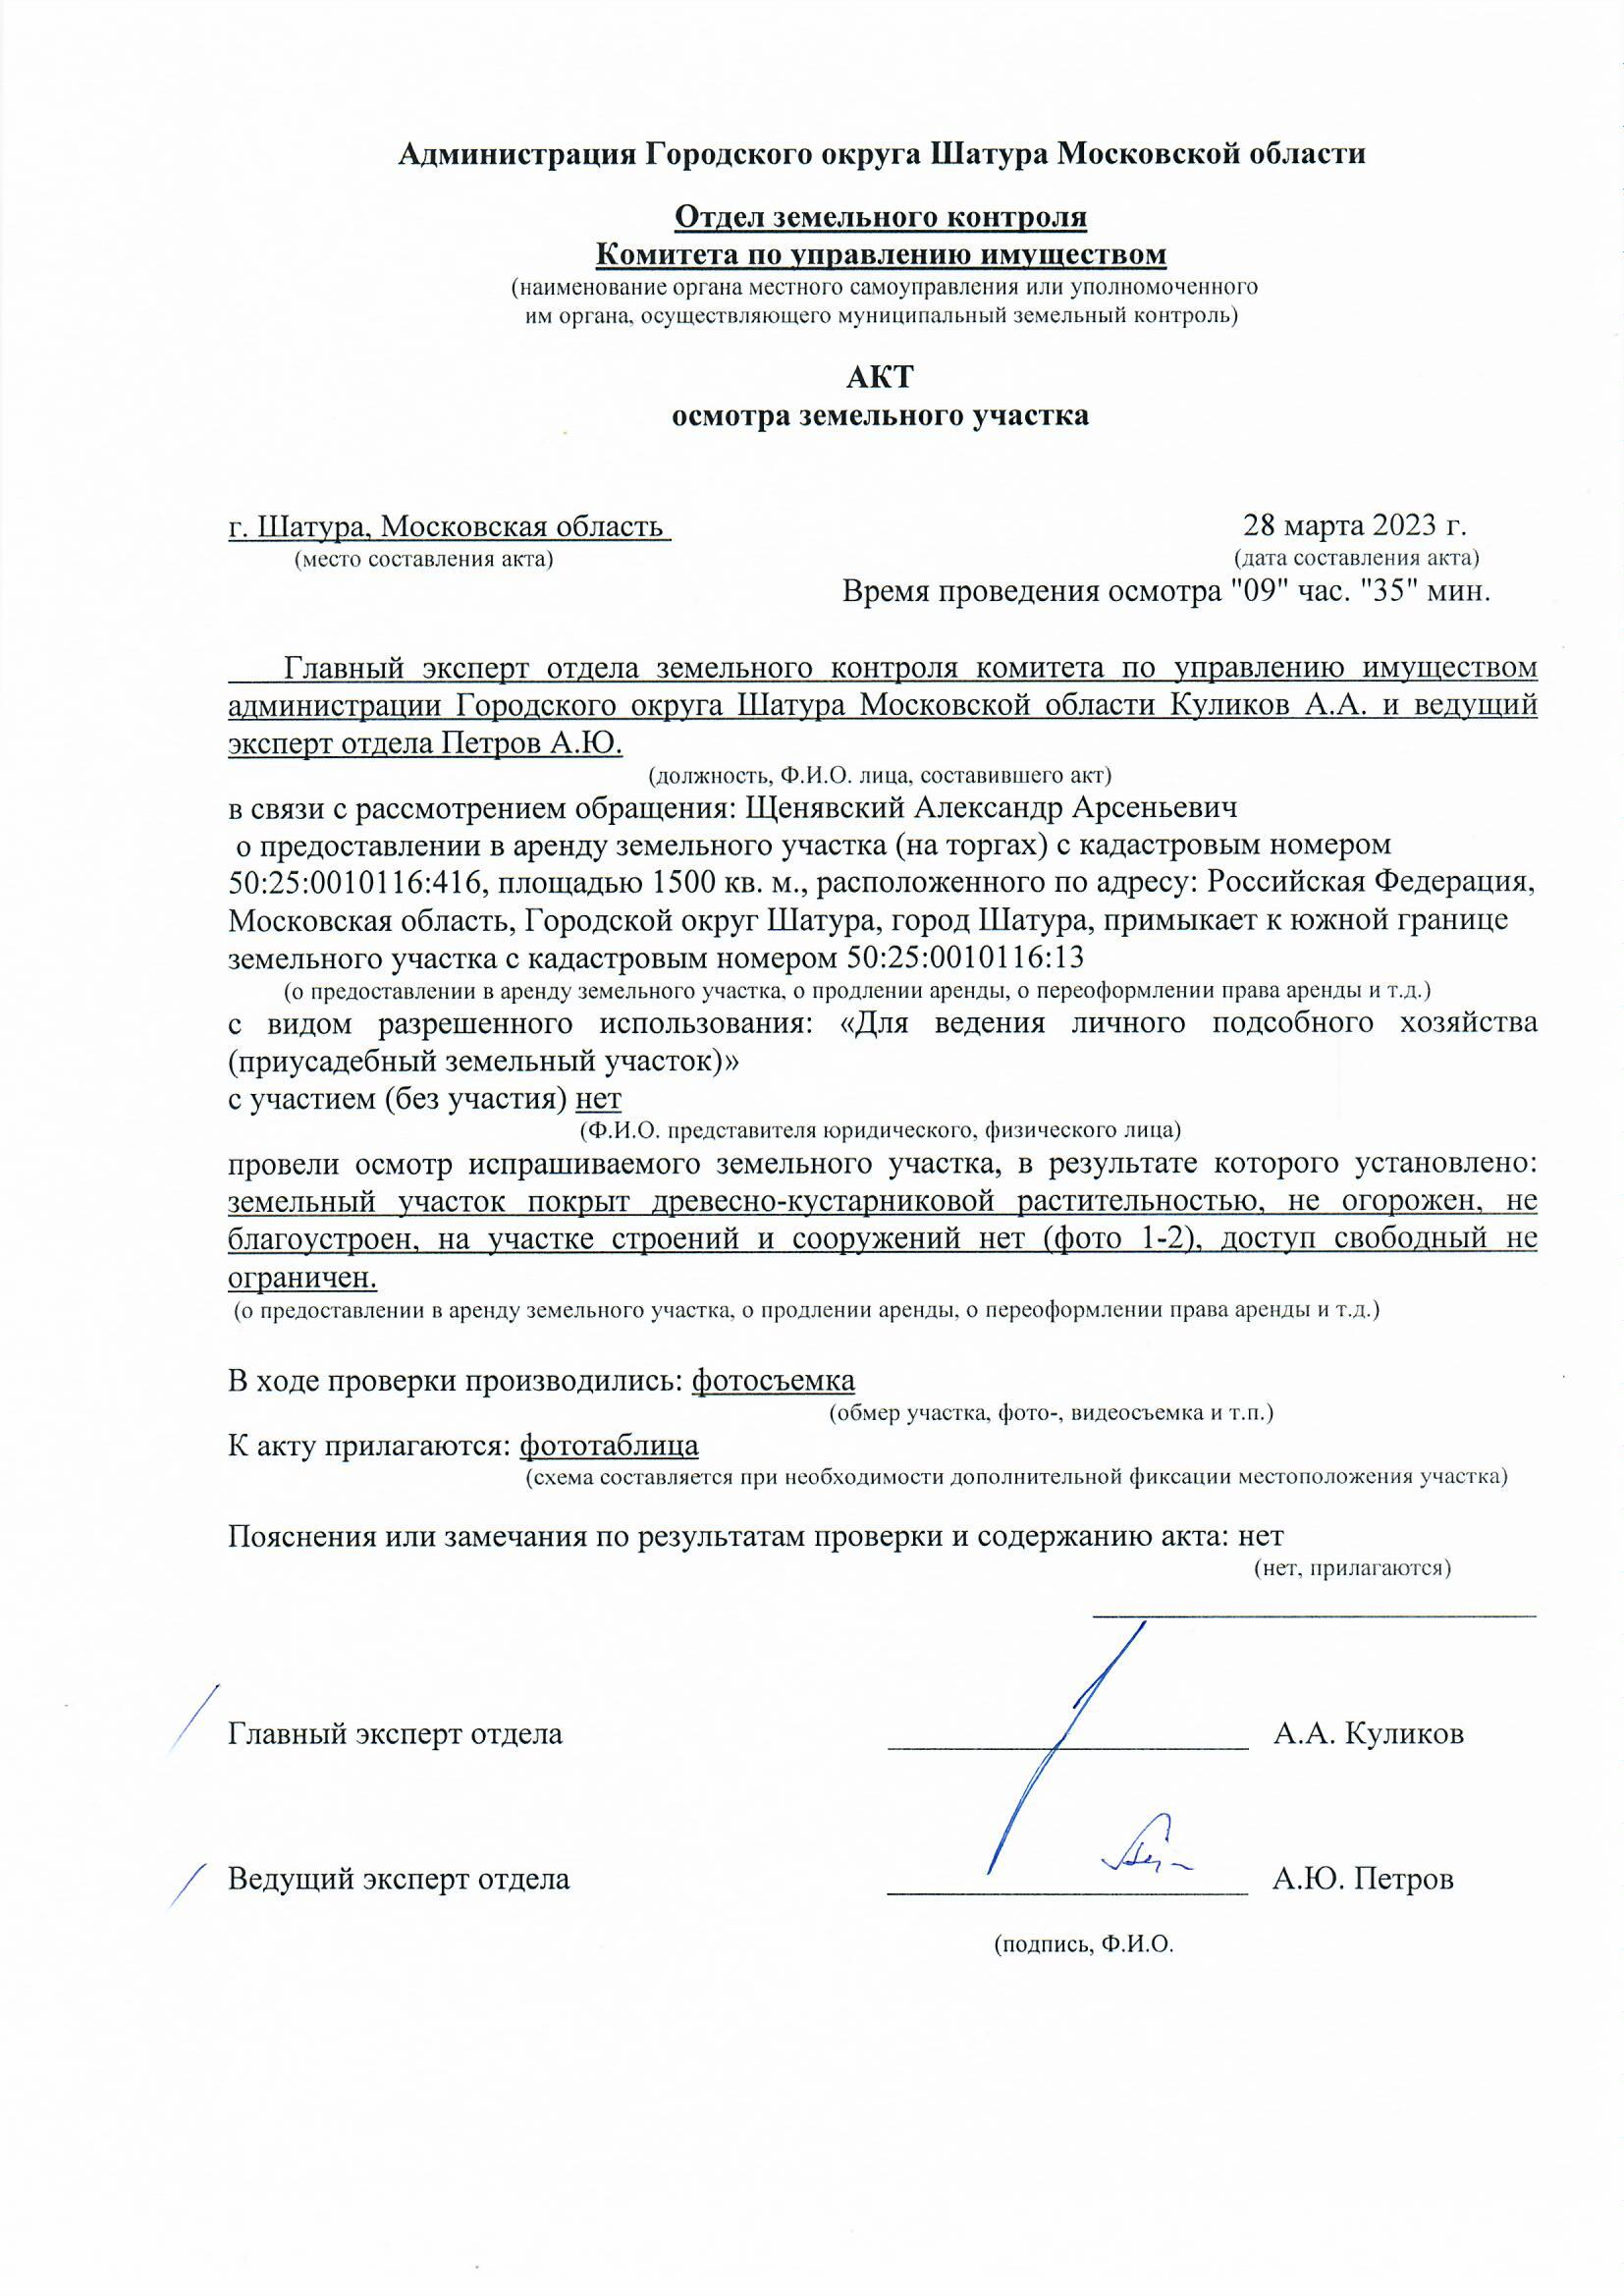 Администрация Городского округа Шатура Московской области
Отдел земельного контроля
Комитета по управлению имуществом
(наименование органа местного самоуправления или уполномоченного
им органа, осуществляющего муниципальный земельный контроль)
АКТ
осмотра земельного участка
г. Шатура, Московская область 28 марта 2023 г.
(место составления акта) (дата составления акта)
Время проведения осмотра "09" час. "35" мин.
Главный эксперт отдела земельного контроля комитета по управлению имуществом
администрации Городского округа Шатура Московской области Куликов А.А. и ведущий
эксперт отдела Петров А.Ю.
(должность, Ф.И.О. лица, составившего акт)
в связи с рассмотрением обращения: Щенявский Александр Арсеньевич
о предоставлении в аренду земельного участка (на торгах) с кадастровым номером
50:25:0010116:416, площадью 1500 кв. м., расположенного по адресу: Российская Федерация,
Московская область, Городской округ Шатура, город Шатура, примыкает к южной границе
земельного участка с кадастровым номером 50:25:0010116:13
(о предоставлении в аренду земельного участка, о продлении аренды, о переоформлении права аренды и т.д.)
с видом разрешенного использования: «Для ведения личного подсобного хозяйства
(приусадебный земельный участок)»
с участием (без участия) нет
(Ф.И.О. представителя юридического, физического лица)
провели осмотр испрашиваемого земельного участка, в результате которого установлено:
земельный участок покрыт древесно-кустарниковой растительностью, не огорожен, не
благоустроен, на участке строений и сооружений нет (фото 1-2), доступ свободный не
ограничен.
(о предоставлении в аренду земельного участка, о продлении аренды, о переоформлении права аренды и т.д.)
В ходе проверки производились: фотосъемка
(обмер участка, фото-, видеосъемка и т.п.)
К акту прилагаются: фототаблица
(схема составляется при необходимости дополнительной фиксации местоположения участка)
Пояснения или замечания по результатам проверки и содержанию акта: нет
(нет, прилагаются)
Главный эксперт отдела А.А. Куликов
Ведущий эксперт отдела А.Ю. Петров
(подпись, Ф.И.О.